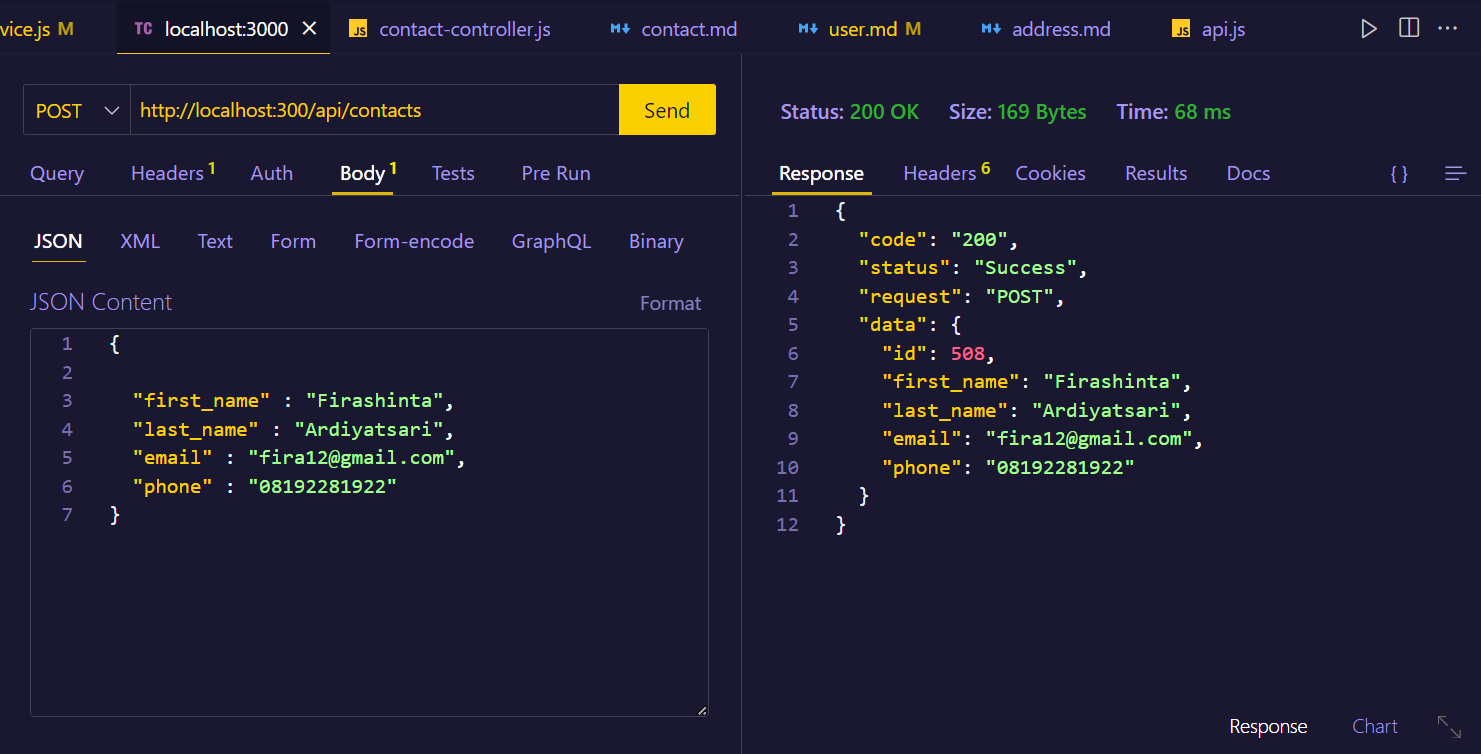 vice.js M TC localhost:3000 JS contact-controller.js contact.md user.md M address.md JS api.js
POST http://localhost:300/api/contacts Send
Query Headers 1 Auth Body 1 Tests Pre Run
JSON XML Text Form Form-encode GraphQL Binary
JSON Content Format
1 {
2
3 "first_name" : "Firashinta",
4 "last_name" : "Ardiyatsari",
5 "email" : "fira12@gmail.com",
6 "phone" : "08192281922"
7 }
Status: 200 OK Size: 169 Bytes Time: 68 ms
Response Headers 6 Cookies Results Docs { }
1 {
2 "code": "200",
3 "status": "Success",
4 "request": "POST",
5 "data": {
6 "id": 508,
7 "first_name": "Firashinta",
8 "last_name": "Ardiyatsari",
9 "email": "fira12@gmail.com",
10 "phone": "08192281922"
11 }
12 }
Response Chart